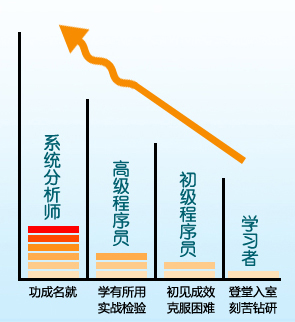 系统分析师
高级程序员
初级程序员
学习者
功成名就
学有所用
实战检验
初见成效
克服困难
登堂入室
刻苦钻研